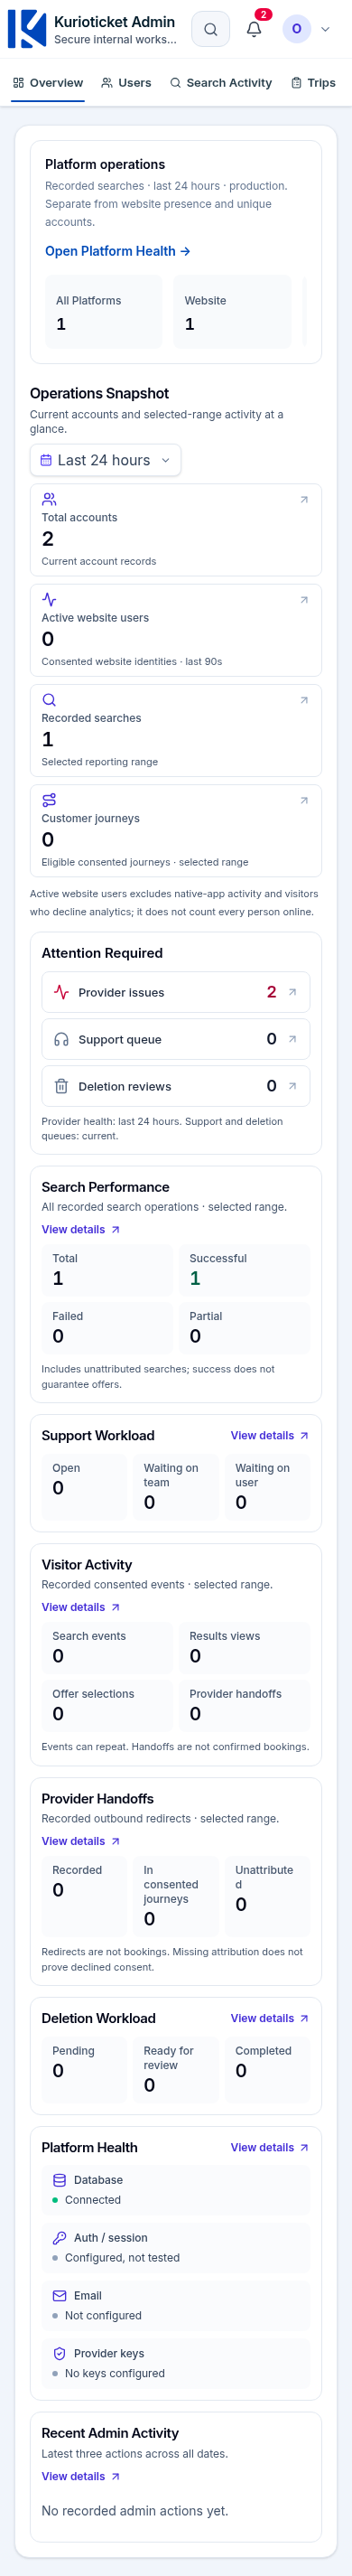 Kurioticket Admin
Secure internal works...
2
O
Overview
Users
Search Activity
Trips
Platform operations
Recorded searches · last 24 hours · production.
Separate from website presence and unique
accounts.
Open Platform Health →
All Platforms
Website
1
1
Operations Snapshot
Current accounts and selected-range activity at a
glance.
Last 24 hours
Total accounts
2
Current account records
Active website users
0
Consented website identities · last 90s
Recorded searches
1
Selected reporting range
Customer journeys
0
Eligible consented journeys · selected range
Active website users excludes native-app activity and visitors
who decline analytics; it does not count every person online.
Attention Required
Provider issues 2
Support queue 0
Deletion reviews 0
Provider health: last 24 hours. Support and deletion
queues: current.
Search Performance
All recorded search operations · selected range.
View details
Total
1
Successful
1
Failed
0
Partial
0
Includes unattributed searches; success does not
guarantee offers.
Support Workload
View details
Open
0
Waiting on
team
0
Waiting on
user
0
Visitor Activity
Recorded consented events · selected range.
View details
Search events
0
Results views
0
Offer selections
0
Provider handoffs
0
Events can repeat. Handoffs are not confirmed bookings.
Provider Handoffs
Recorded outbound redirects · selected range.
View details
Recorded
0
In
consented
journeys
0
Unattribute
d
0
Redirects are not bookings. Missing attribution does not
prove declined consent.
Deletion Workload
View details
Pending
0
Ready for
review
0
Completed
0
Platform Health
View details
Database
Connected
Auth / session
Configured, not tested
Email
Not configured
Provider keys
No keys configured
Recent Admin Activity
Latest three actions across all dates.
View details
No recorded admin actions yet.